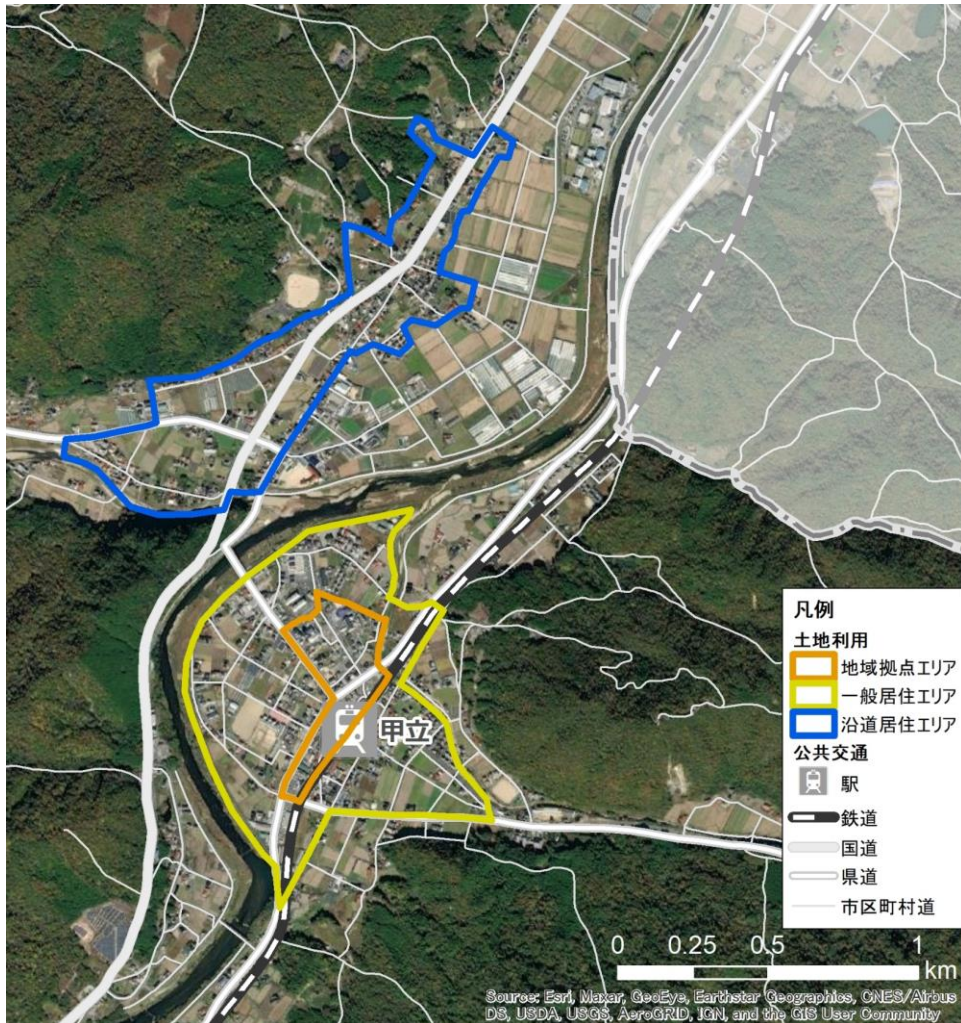 甲立
凡例
土地利用
地域拠点エリア
一般居住エリア
沿道居住エリア
公共交通
駅
鉄道
国道
県道
市区町村道
0 0.25 0.5 1
km
Source: Esri, Maxar, GeoEye, Earthstar Geographics, CNES/Airbus
DS, USDA, USGS, AeroGRID, IGN, and the GIS User Community